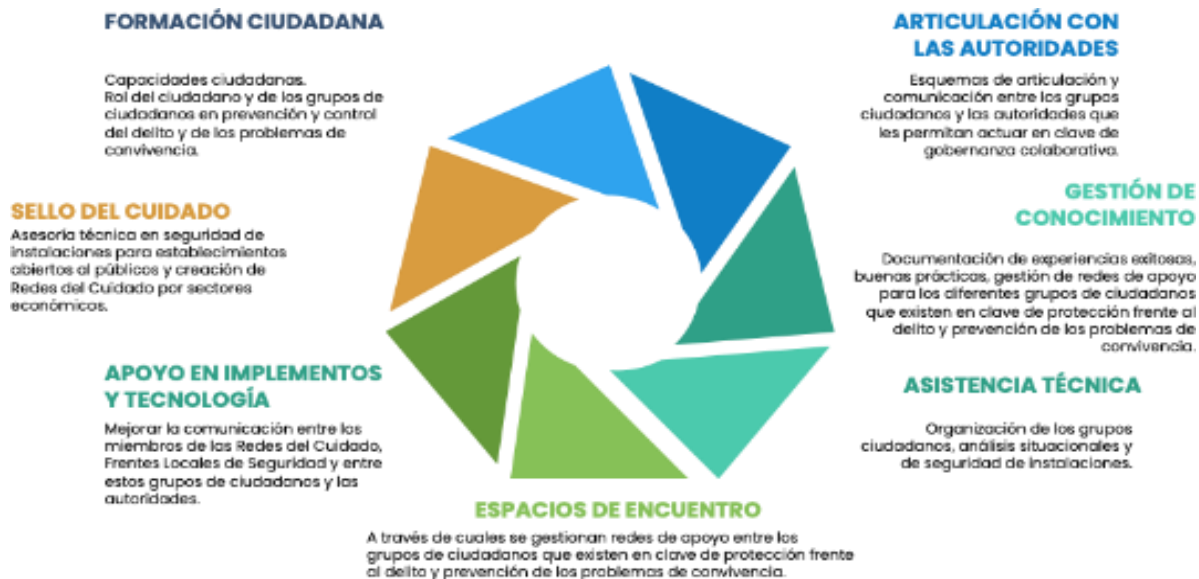 FORMACIÓN CIUDADANA
Capacidades ciudadanas.
Rol del ciudadano y de los grupos de
ciudadanos en prevención y control
del delito y de los problemas de
convivencia.
ARTICULACIÓN CON
LAS AUTORIDADES
Esquemas de articulación y
comunicación entre los grupos
ciudadanos y las autoridades que
les permitan actuar en clave de
gobernanza colaborativa.
SELLO DEL CUIDADO
Asesoría técnica en seguridad de
instalaciones para establecimientos
abiertos al públicos y creación de
Redes del Cuidado por sectores
económicos.
GESTIÓN DE
CONOCIMIENTO
Documentación de experiencias exitosas,
buenas prácticas, gestión de redes de apoyo
para los diferentes grupos de ciudadanos
que existen en clave de protección frente al
delito y prevención de los problemas de
convivencia.
APOYO EN IMPLEMENTOS
Y TECNOLOGÍA
Mejorar la comunicación entre los
miembros de las Redes del Cuidado,
Frentes Locales de Seguridad y entre
estos grupos de ciudadanos y las
autoridades.
ASISTENCIA TÉCNICA
Organización de los grupos
ciudadanos, análisis situacionales y
de seguridad de instalaciones.
ESPACIOS DE ENCUENTRO
A través de cuales se gestionan redes de apoyo entre los
grupos de ciudadanos que existen en clave de protección frente
al delito y prevención de los problemas de convivencia.